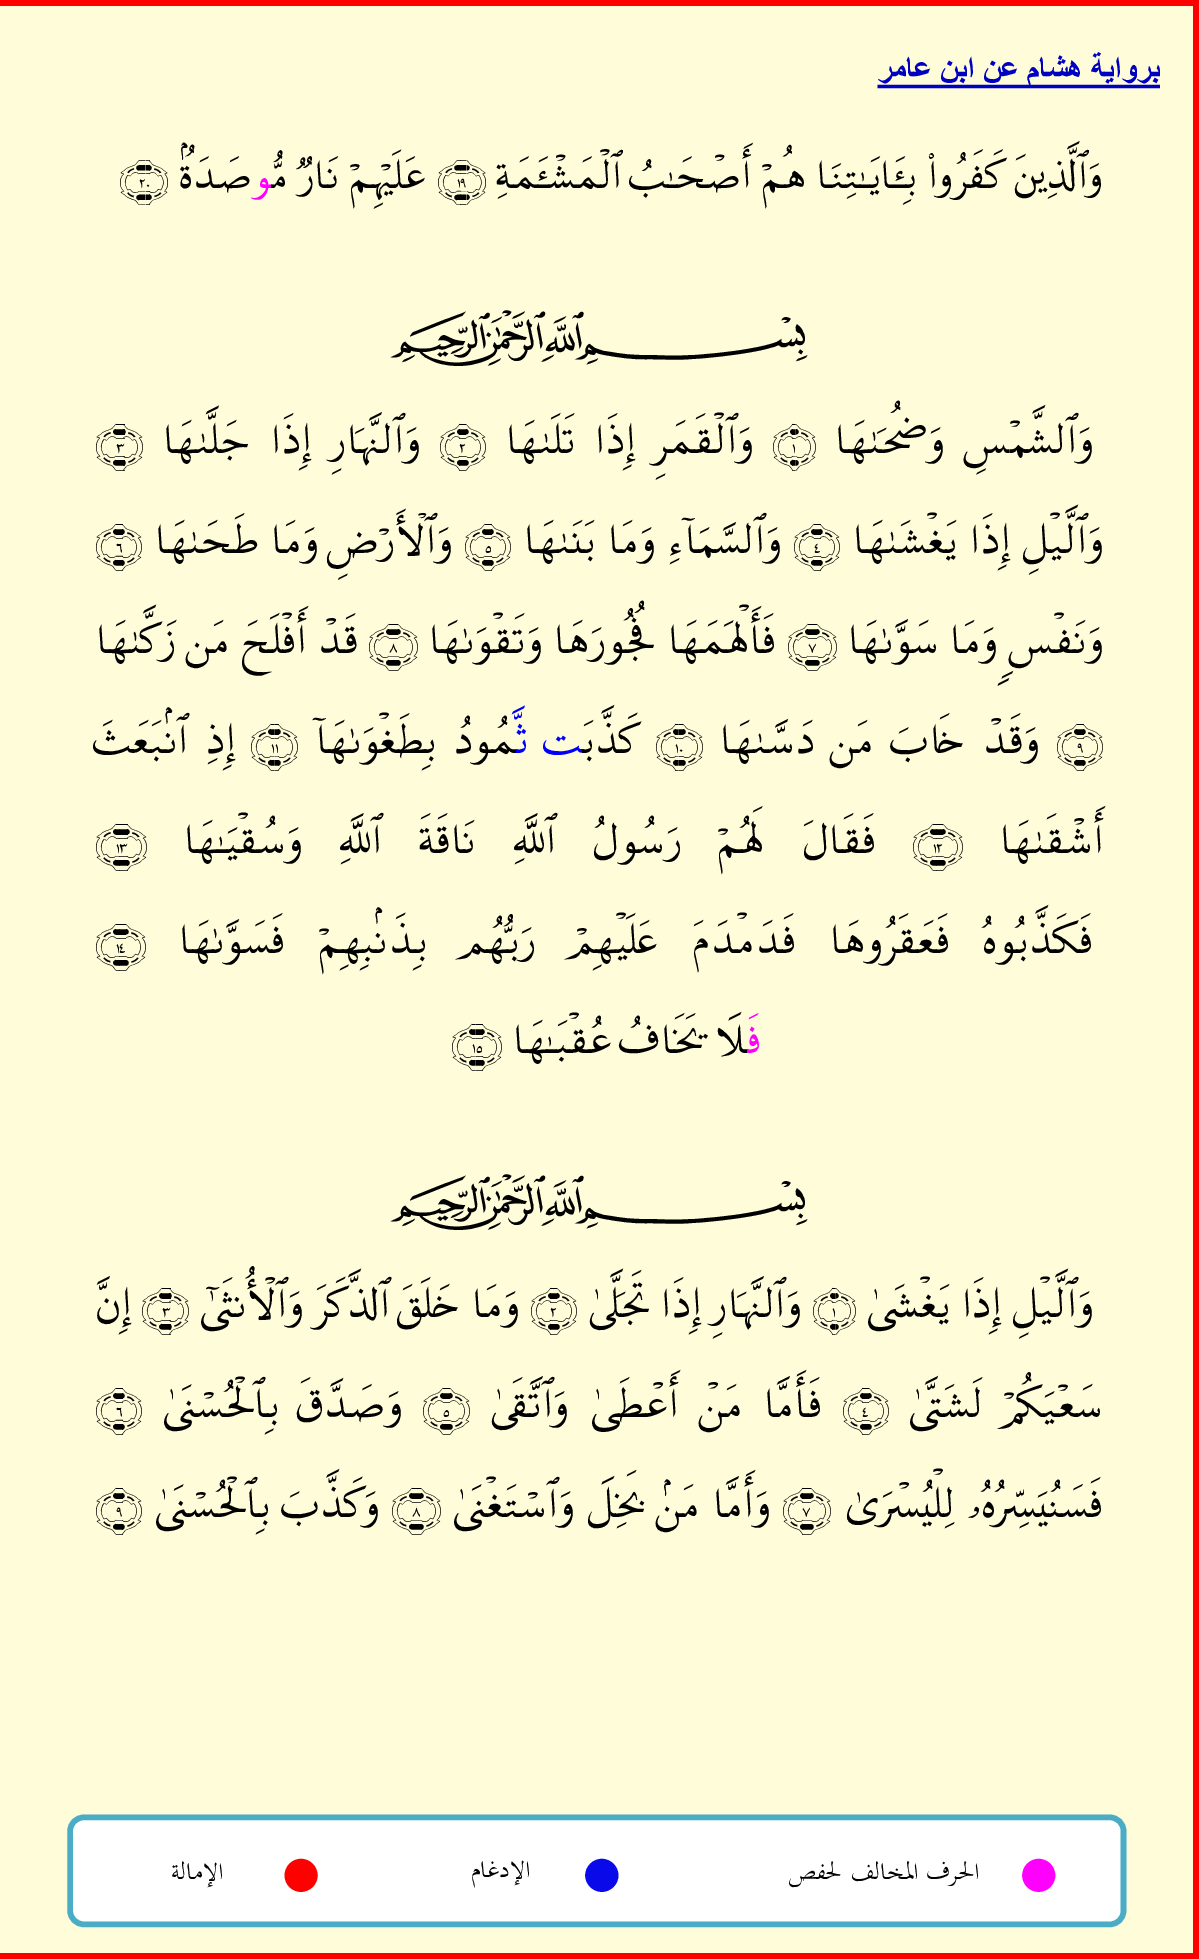 برواية هشام عن ابن عامر
وَٱلَّذِينَ كَفَرُوا۟ بِـَٔايَـٰتِنَا هُمۡ أَصۡحَـٰبُ ٱلۡمَشۡـَٔمَةِ ١٩ عَلَيۡهِمۡ نَارٌ مُّوصَدَةُۢ ٢٠
بِسۡمِ ٱللَّهِ ٱلرَّحۡمَـٰنِ ٱلرَّحِيمِ
وَٱلشَّمۡسِ وَضُحَىٰهَا ١ وَٱلۡقَمَرِ إِذَا تَلَىٰهَا ٢ وَٱلنَّهَارِ إِذَا جَلَّىٰهَا ٣
وَٱلَّيۡلِ إِذَا يَغۡشَىٰهَا ٤ وَٱلسَّمَآءِ وَمَا بَنَىٰهَا ٥ وَٱلۡأَرۡضِ وَمَا طَحَىٰهَا ٦
وَنَفۡسٍ وَمَا سَوَّىٰهَا ٧ فَأَلۡهَمَهَا فُجُورَهَا وَتَقۡوَىٰهَا ٨ قَدۡ أَفۡلَحَ مَن زَكَّىٰهَا
٩ وَقَدۡ خَابَ مَن دَسَّىٰهَا ١٠ كَذَّبَت ثَّمُودُ بِطَغۡوَىٰهَآ ١١ إِذِ ٱنۢبَعَثَ
أَشۡقَىٰهَا ١٢ فَقَالَ لَهُمۡ رَسُولُ ٱللَّهِ نَاقَةَ ٱللَّهِ وَسُقۡيَـٰهَا ١٣
فَكَذَّبُوهُ فَعَقَرُوهَا فَدَمۡدَمَ عَلَيۡهِمۡ رَبُّهُم بِذَنۢبِهِمۡ فَسَوَّىٰهَا ١٤
فَلَا يَخَافُ عُقۡبَـٰهَا ١٥
بِسۡمِ ٱللَّهِ ٱلرَّحۡمَـٰنِ ٱلرَّحِيمِ
وَٱلَّيۡلِ إِذَا يَغۡشَىٰ ١ وَٱلنَّهَارِ إِذَا تَجَلَّىٰ ٢ وَمَا خَلَقَ ٱلذَّكَرَ وَٱلۡأُنثَىٰٓ ٣ إِنَّ
سَعۡيَكُمۡ لَشَتَّىٰ ٤ فَأَمَّا مَنۡ أَعۡطَىٰ وَٱتَّقَىٰ ٥ وَصَدَّقَ بِٱلۡحُسۡنَىٰ ٦
فَسَنُيَسِّرُهُۥ لِلۡيُسۡرَىٰ ٧ وَأَمَّا مَنۢ بَخِلَ وَٱسۡتَغۡنَىٰ ٨ وَكَذَّبَ بِٱلۡحُسۡنَىٰ ٩
الحرف المخالف لحفص الإدغام الإمالة